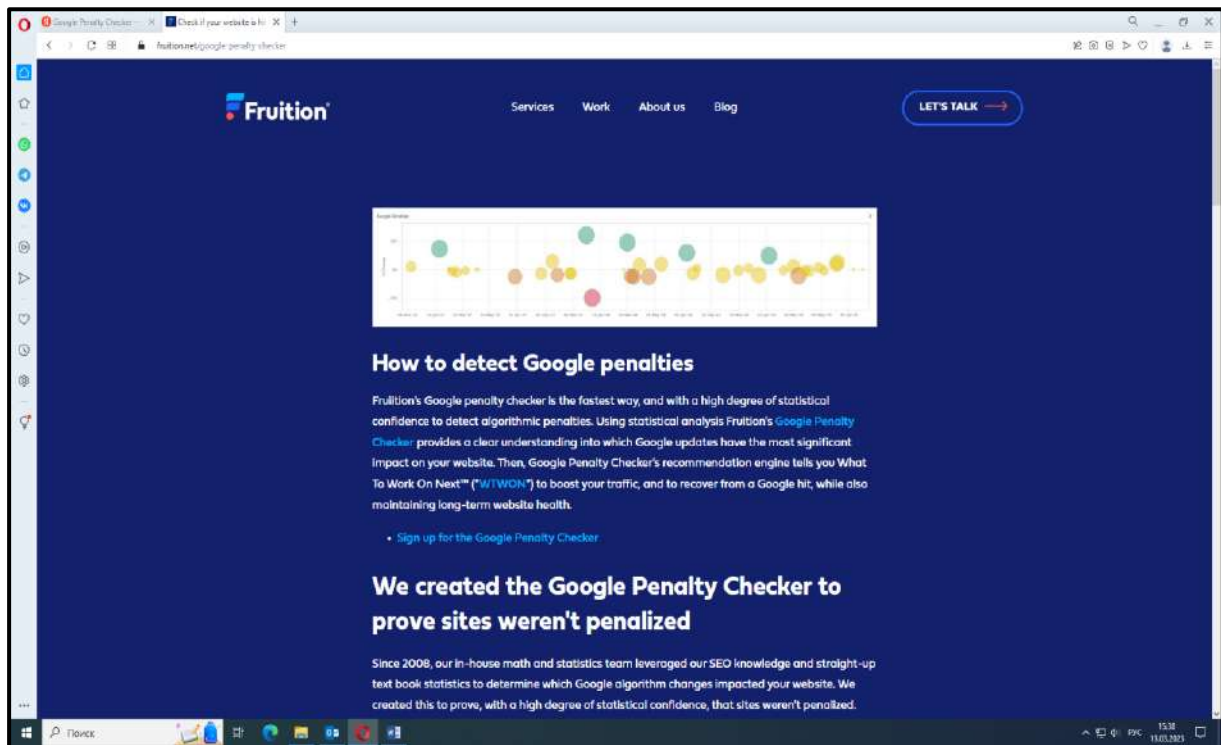 Google Penalty Checker —
Check if your website is hi
fruition.net/google-penalty-checker
Fruition
Services Work About us Blog
LET'S TALK
How to detect Google penalties
Fruition's Google penalty checker is the fastest way, and with a high degree of statistical
confidence to detect algorithmic penalties. Using statistical analysis Fruition's Google Penalty
Checker provides a clear understanding into which Google updates have the most significant
impact on your website. Then, Google Penalty Checker's recommendation engine tells you What
To Work On Next™ ("WTWON") to boost your traffic, and to recover from a Google hit, while also
maintaining long-term website health.
• Sign up for the Google Penalty Checker
We created the Google Penalty Checker to
prove sites weren't penalized
Since 2008, our in-house math and statistics team leveraged our SEO knowledge and straight-up
text book statistics to determine which Google algorithm changes impacted your website. We
created this to prove, with a high degree of statistical confidence, that sites weren't penalized.
Поиск
РУС
15:38
13.03.2023